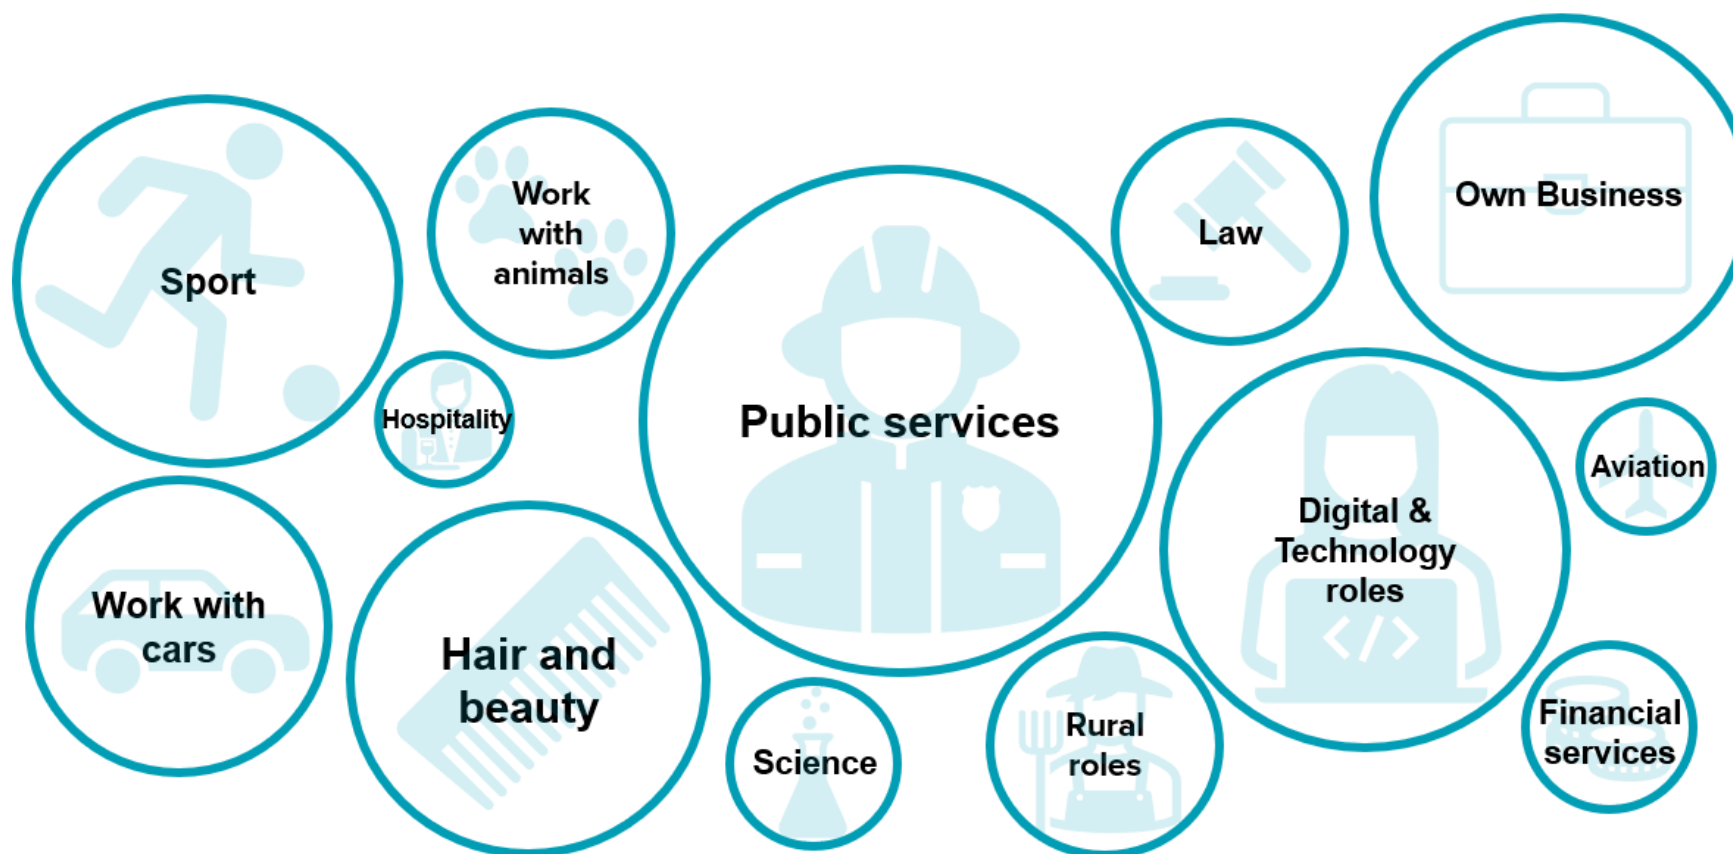 Sport
Work
with
animals
Hospitality
Public services
Law
Own Business
Digital &
Technology
roles
Aviation
Work with
cars
Hair and
beauty
Science
Rural
roles
Financial
services